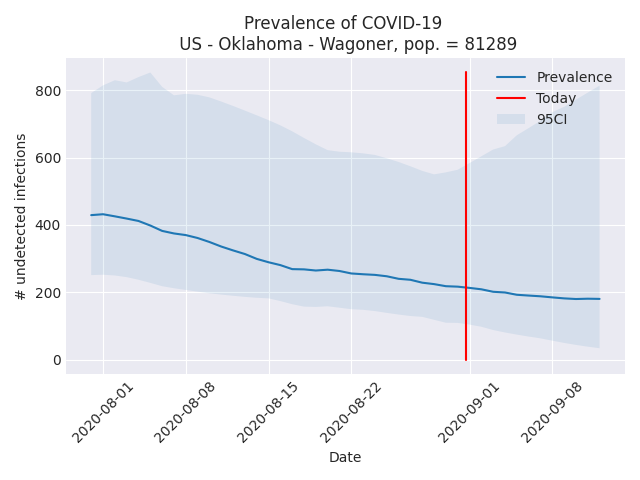 Prevalence of COVID-19
US - Oklahoma - Wagoner, pop. = 81289
Prevalence
Today
95CI
# undetected infections
800
600
400
200
0
2020-08-01
2020-08-08
2020-08-15
2020-08-22
2020-09-01
2020-09-08
Date